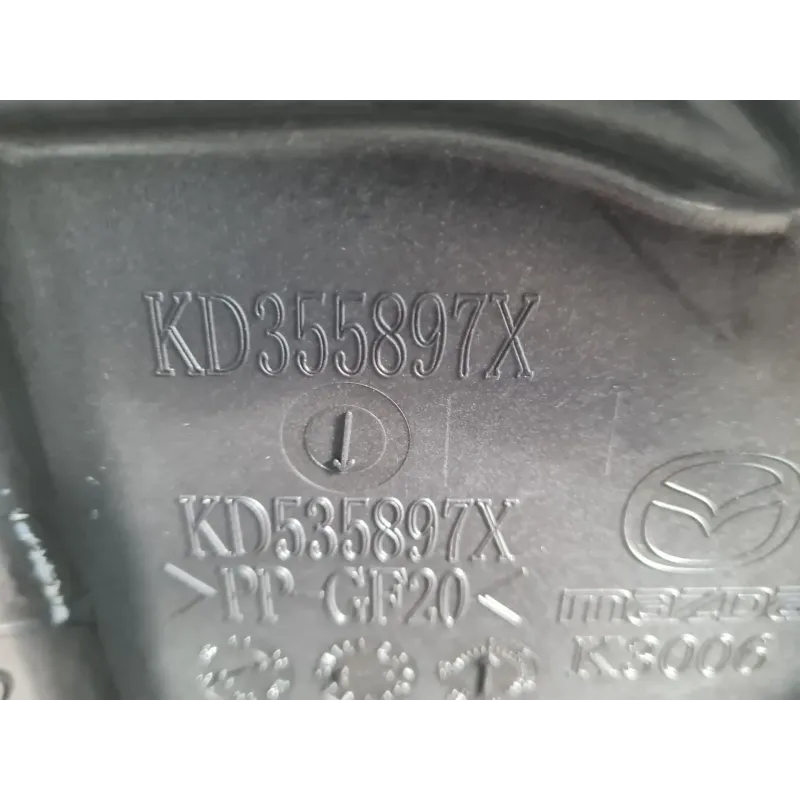 KD355897X
KD535897X
>PP GF20<
mazda
K3006